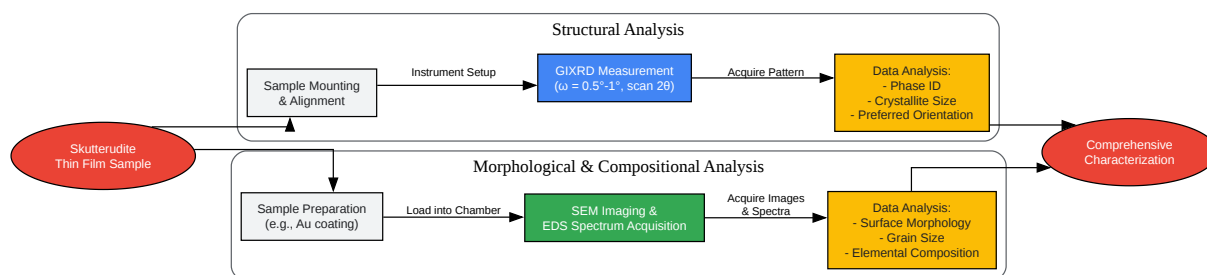 Structural Analysis
Sample Mounting
& Alignment
Instrument Setup
GIXRD Measurement
(ω = 0.5°-1°, scan 2θ)
Acquire Pattern
Data Analysis:
- Phase ID
- Crystallite Size
- Preferred Orientation
Skutterudite
Thin Film Sample
Comprehensive
Characterization
Morphological & Compositional Analysis
Sample Preparation
(e.g., Au coating)
Load into Chamber
SEM Imaging &
EDS Spectrum Acquisition
Acquire Images
& Spectra
Data Analysis:
- Surface Morphology
- Grain Size
- Elemental Composition